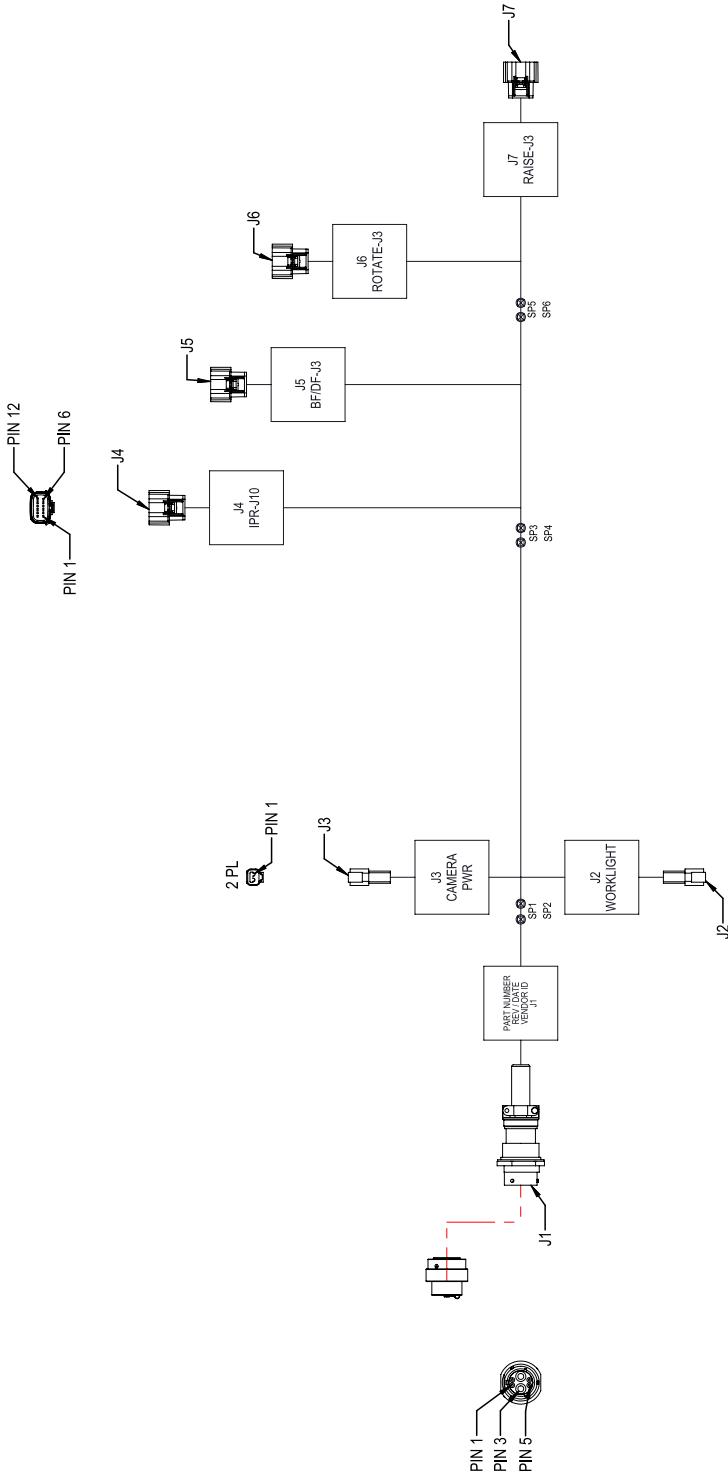 PIN 12
PIN 6
PIN 1
J7
J7
RAISE-J3
J6
J6
ROTATE-J3
SP5
SP6
J5
J5
BF/DF-J3
J4
J4
IPR-J10
SP3
SP4
2 PL
PIN 1
J3
J3
CAMERA
PWR
SP1
SP2
J2
WORKLIGHT
J2
PART NUMBER
REV / DATE
VENDOR ID
J1
J1
PIN 1
PIN 3
PIN 5